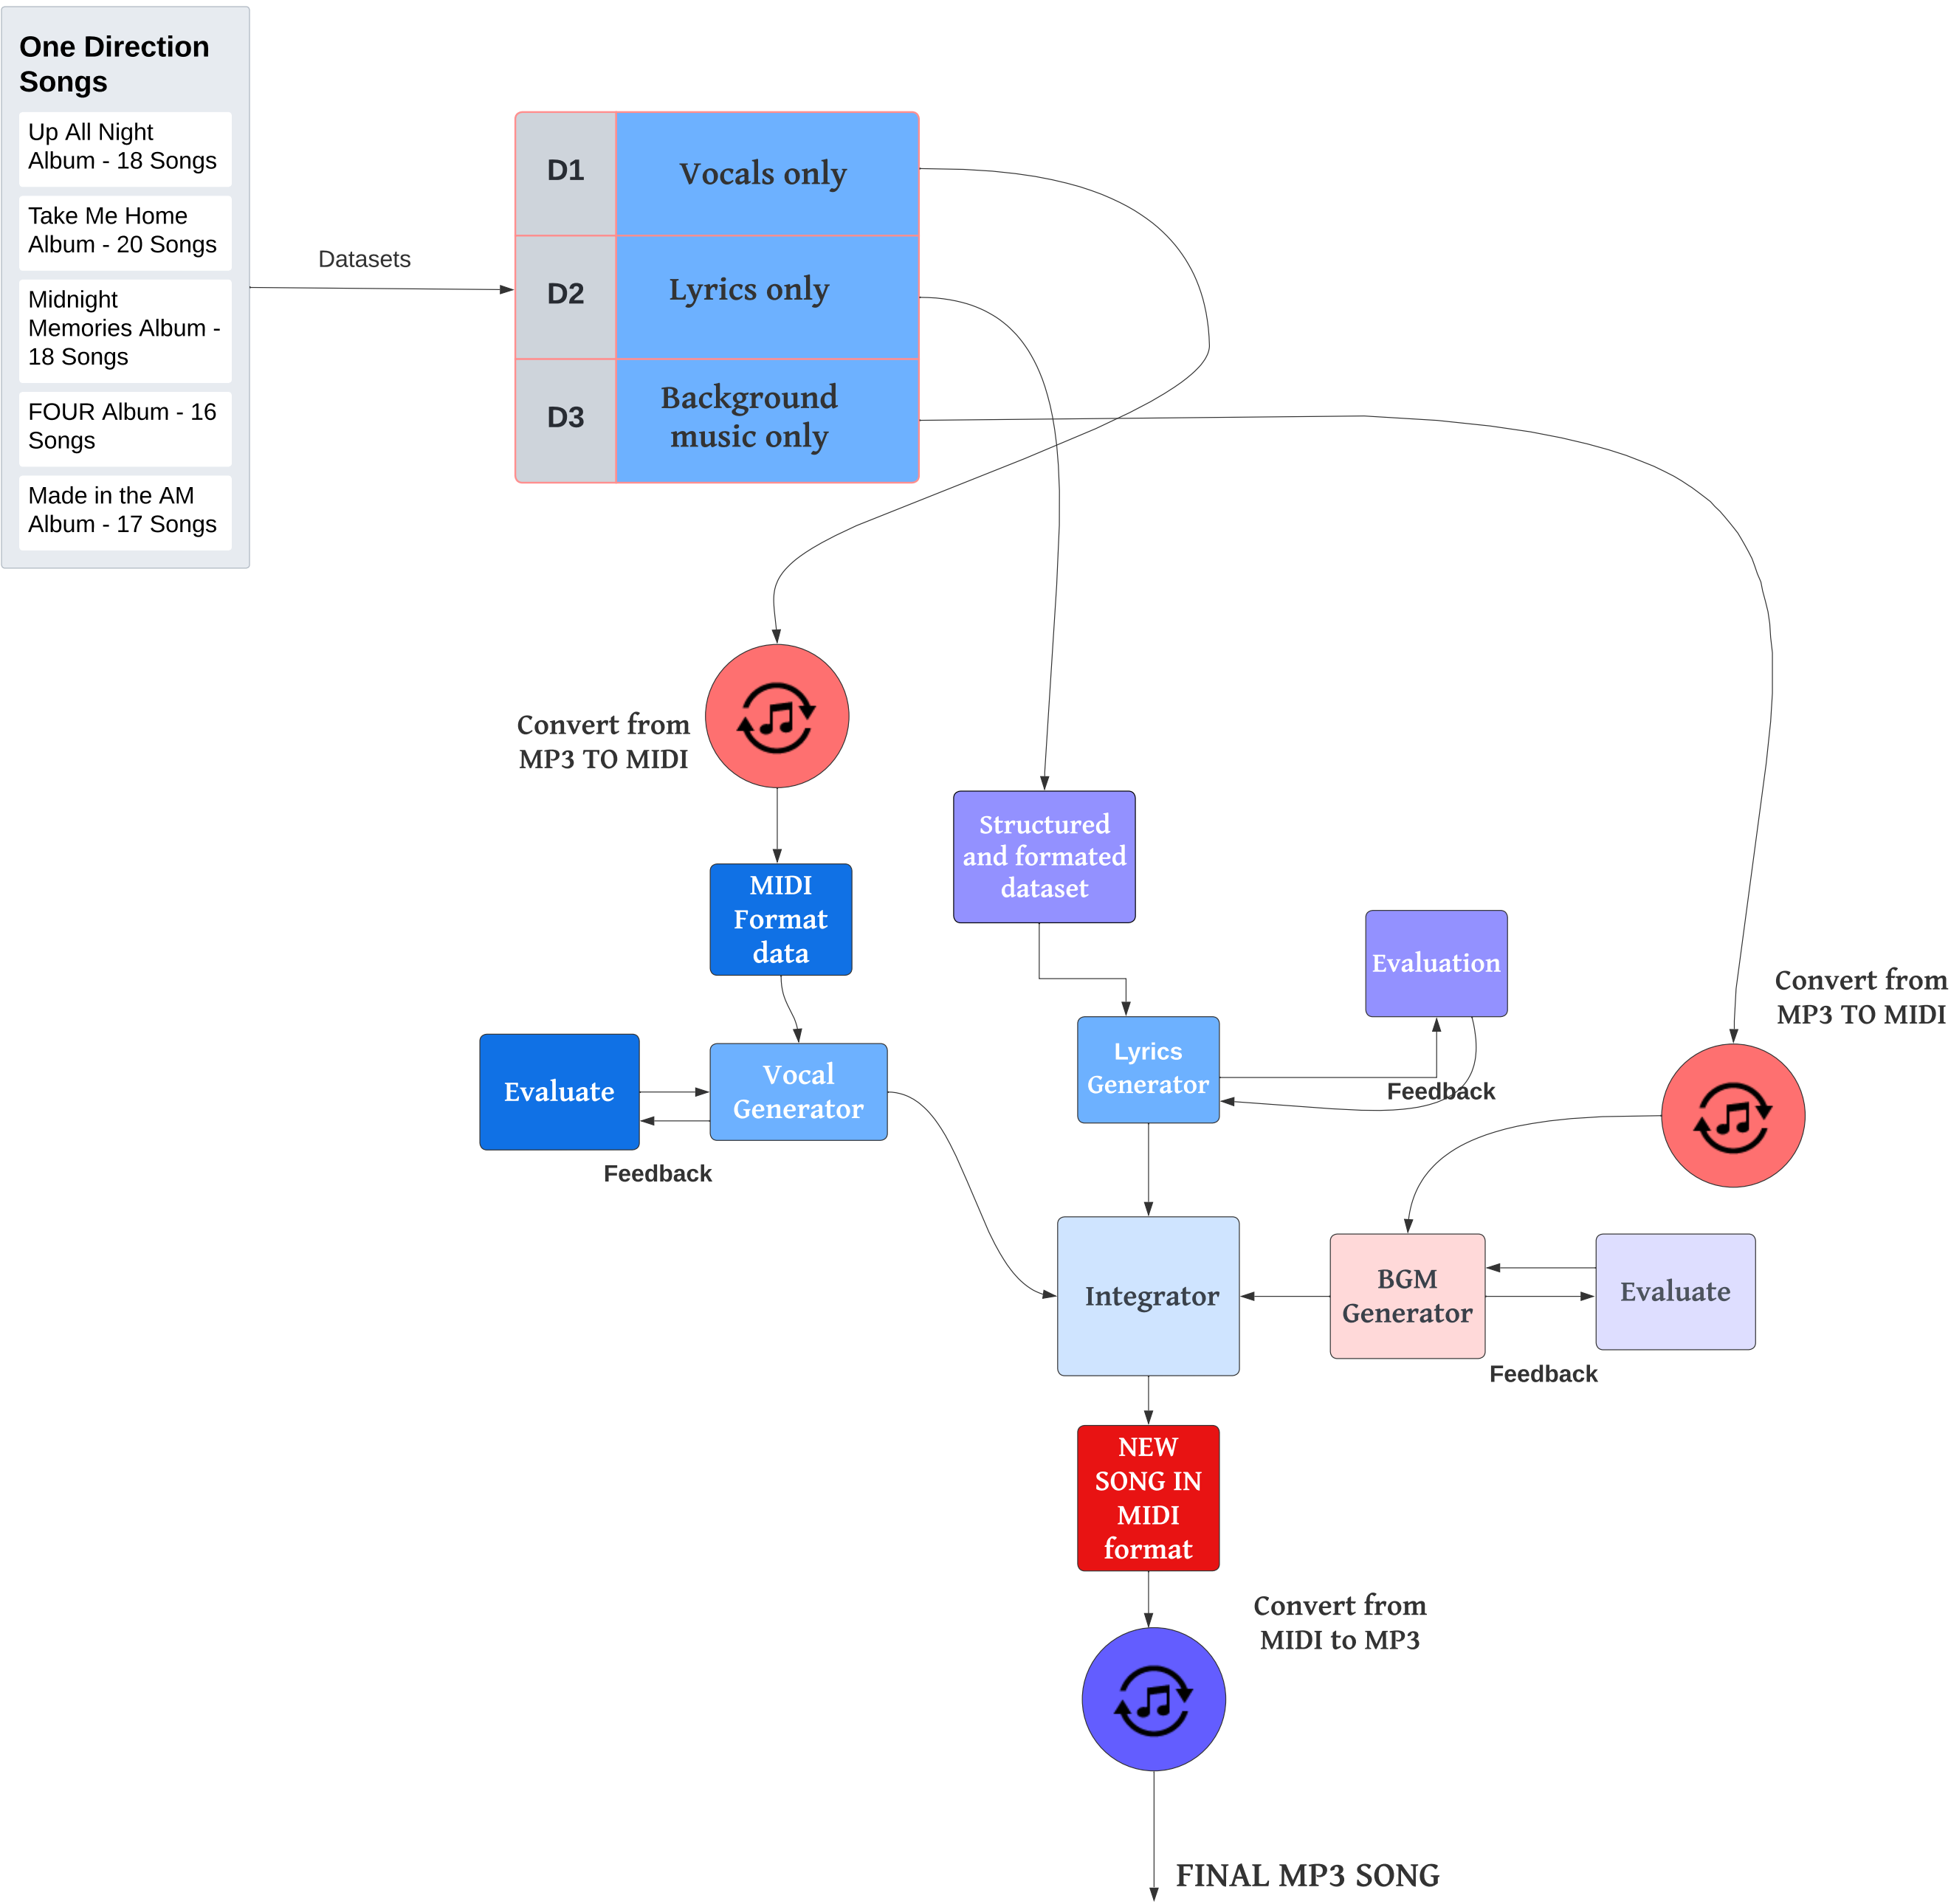 One Direction
Songs
Up All Night
Album - 18 Songs
Take Me Home
Album - 20 Songs
Midnight
Memories Album -
18 Songs
FOUR Album - 16
Songs
Made in the AM
Album - 17 Songs
Datasets
D1
Vocals only
D2
Lyrics only
D3
Background
music only
Convert from
MP3 TO MIDI
MIDI
Format
data
Structured
and formated
dataset
Evaluation
Convert from
MP3 TO MIDI
Evaluate
Vocal
Generator
Feedback
Lyrics
Generator
Feedback
Integrator
BGM
Generator
Evaluate
Feedback
NEW
SONG IN
MIDI
format
Convert from
MIDI to MP3
FINAL MP3 SONG